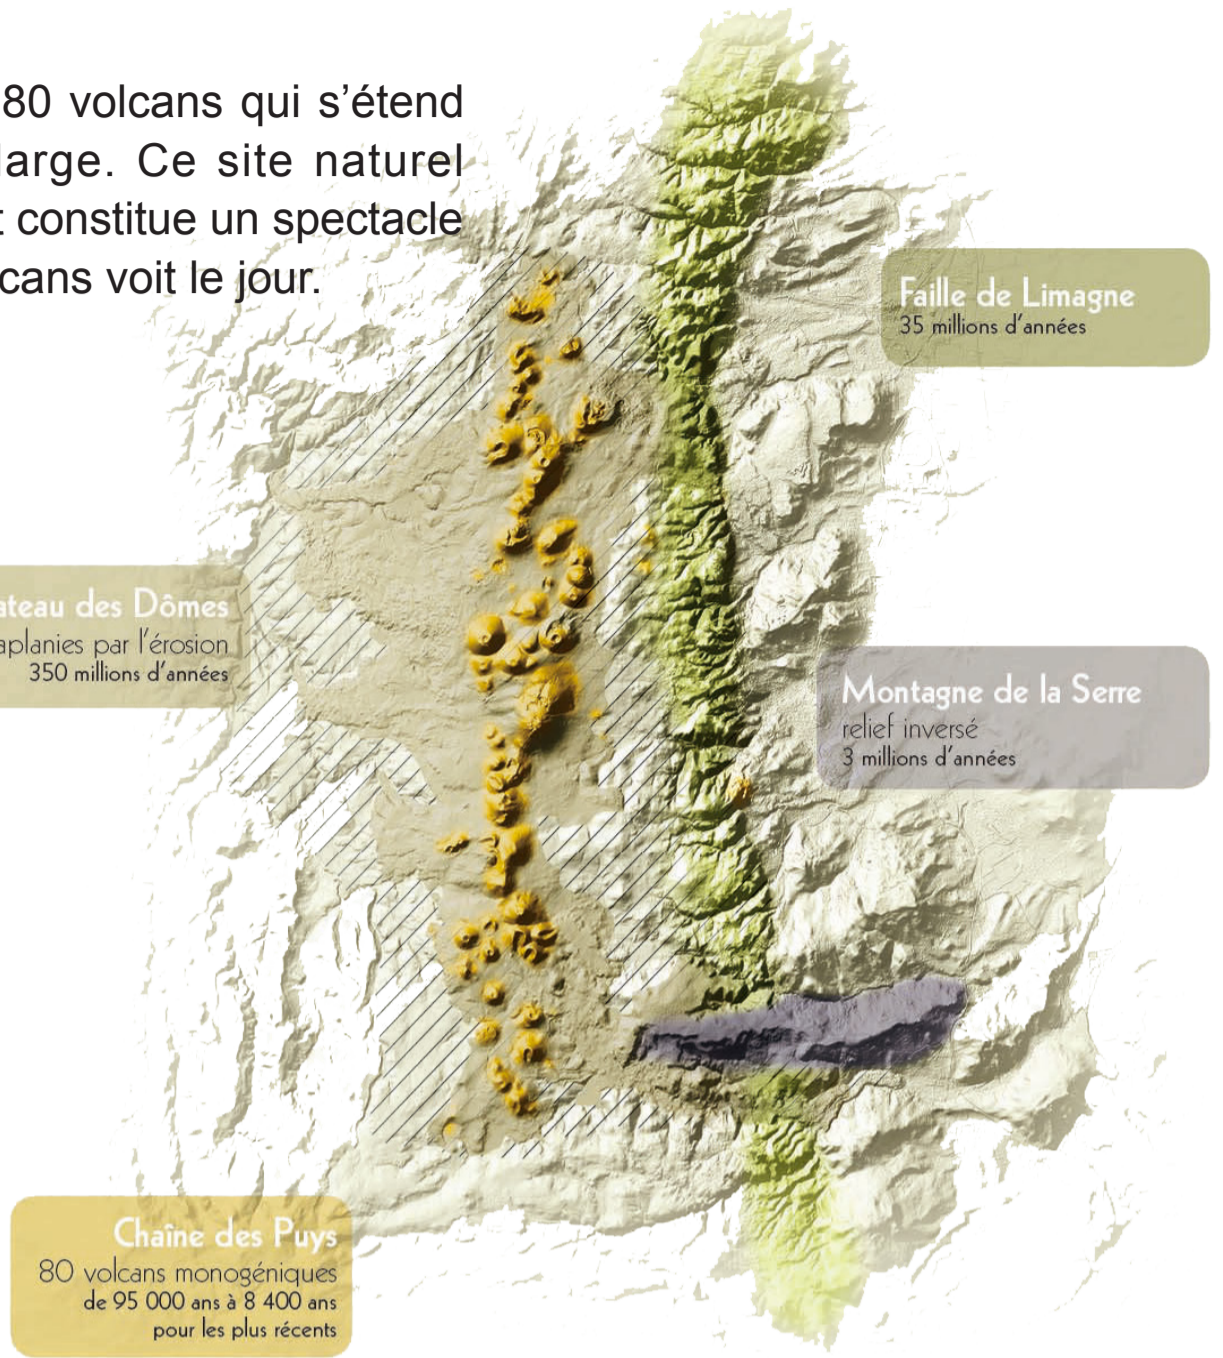 80 volcans qui s’étend
large. Ce site naturel
t constitue un spectacle
cans voit le jour.
Faille de Limagne
35 millions d’années
ateau des Dômes
aplanies par l’érosion
350 millions d’années
Montagne de la Serre
relief inversé
3 millions d’années
Chaîne des Puys
80 volcans monogéniques
de 95 000 ans à 8 400 ans
pour les plus récents